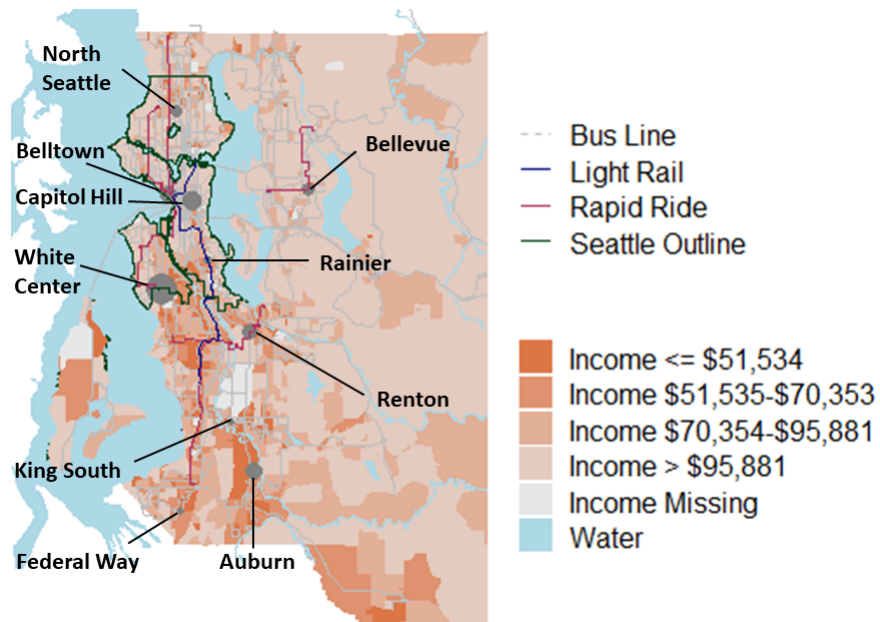 North
Seattle
Belltown
Capitol Hill
White
Center
King South
Federal Way
Auburn
Renton
Rainier
Bellevue
Bus Line
Light Rail
Rapid Ride
Seattle Outline
Income <= $51,534
Income $51,535-$70,353
Income $70,354-$95,881
Income > $95,881
Income Missing
Water